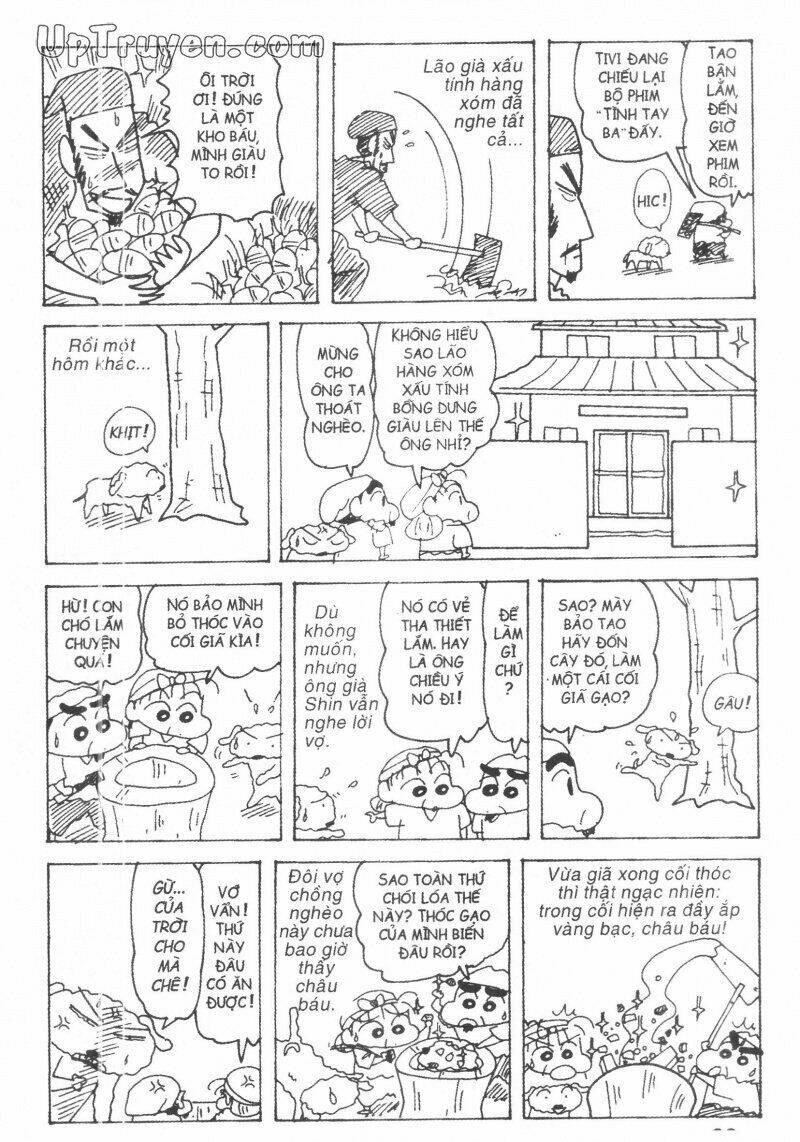 UpTruyen.com
TAO
BẬN
LẮM,
ĐẾN
GIỜ
XEM
PHIM
RỒI.
TIVI ĐANG
CHIẾU LẠI
BỘ PHIM
"TÌNH TAY
BA" ĐẤY.
HIC!
Lão già xấu
tính hàng
xóm đã
nghe tất
cả...
ÔI TRỜI
ƠI! ĐÚNG
LÀ MỘT
KHO BÁU,
MÌNH GIÀU
TO RỒI!
KHÔNG HIỂU
SAO LÃO
HÀNG XÓM
XẤU TÍNH
BỖNG DƯNG
GIÀU LÊN THẾ
ÔNG NHỈ?
MỪNG
CHO
ÔNG TA
THOÁT
NGHÈO.
Rồi một
hôm khác...
KHỊT!
GÂU!
SAO? MÀY
BẢO TAO
HÃY ĐỐN
CÂY ĐÓ, LÀM
MỘT CÁI CỐI
GIÃ GẠO?
ĐỂ
LÀM
GÌ
CHỨ
?
NÓ CÓ VẺ
THA THIẾT
LẮM. HAY
LÀ ÔNG
CHIỀU Ý
NÓ ĐI!
Dù
không
muốn,
nhưng
ông già
Shin vẫn
nghe lời
vợ.
NÓ BẢO MÌNH
BỎ THÓC VÀO
CỐI GIÃ KÌA!
HỪ! CON
CHÓ LẮM
CHUYỆN
QUÁ!
Vừa giã xong cối thóc
thì thật ngạc nhiên:
trong cối hiện ra đầy ắp
vàng bạc, châu báu!
SAO TOÀN THỨ
CHÓI LÓA THẾ
NÀY? THÓC GẠO
CỦA MÌNH BIẾN
ĐÂU RỒI?
Đôi vợ
chồng
nghèo
này chưa
bao giờ
thấy
châu
báu.
VỚ
VẨN!
THỨ
NÀY
ĐÂU
CÓ ĂN
ĐƯỢC!
GỪ...
CỦA
TRỜI
CHO
MÀ
CHÊ!